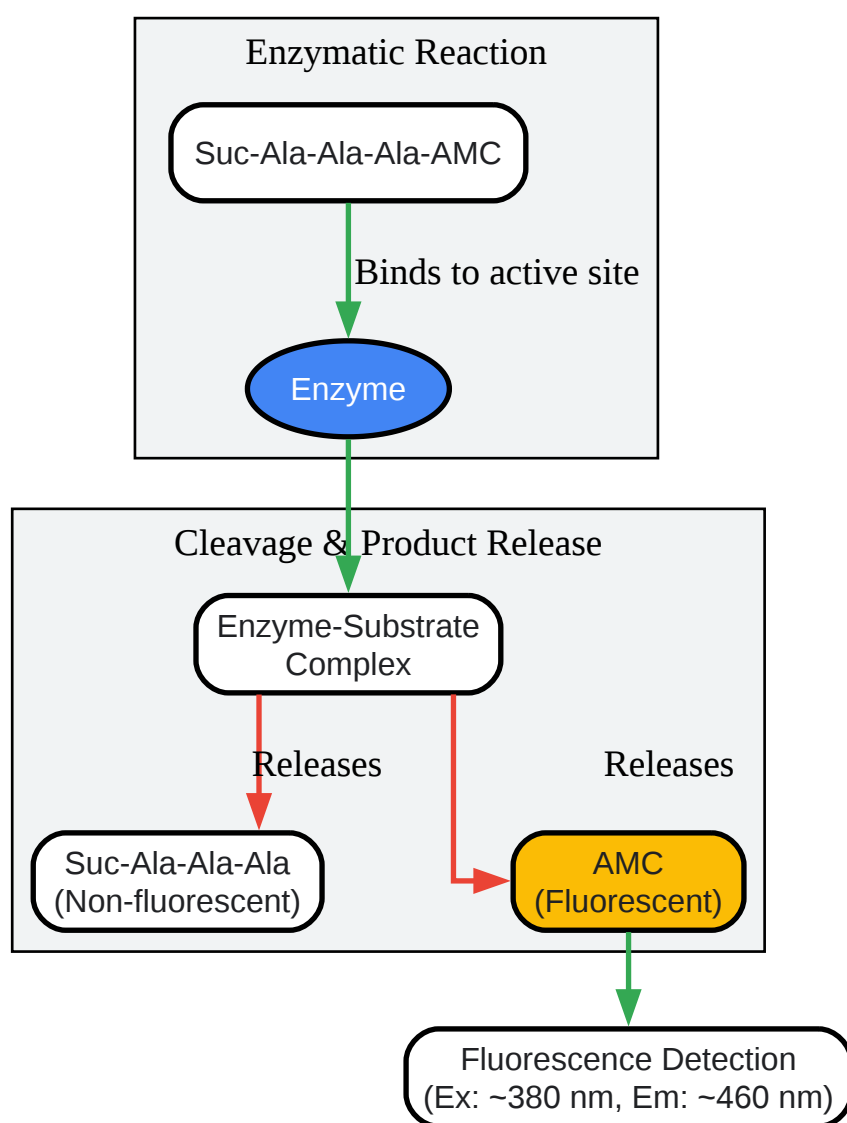 Enzymatic Reaction
Suc-Ala-Ala-Ala-AMC
Binds to active site
Enzyme
Cleavage & Product Release
Enzyme-Substrate
Complex
Releases
Releases
Suc-Ala-Ala-Ala
(Non-fluorescent)
AMC
(Fluorescent)
Fluorescence Detection
(Ex: ~380 nm, Em: ~460 nm)